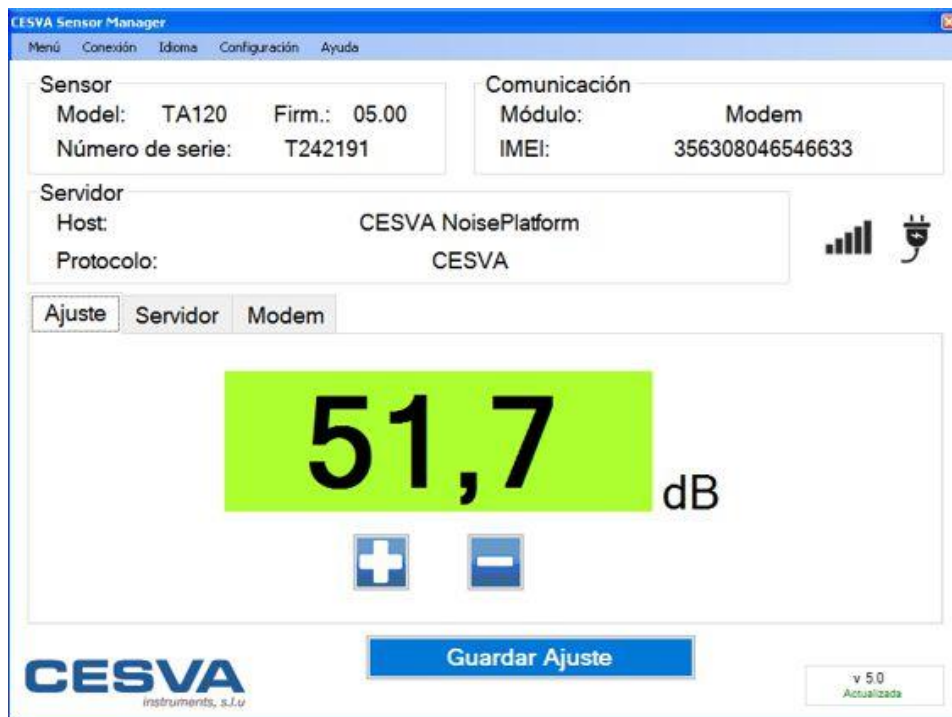 CESVA Sensor Manager
Menú Conexión Idioma Configuración Ayuda
Sensor
Model: TA120 Firm.: 05.00
Número de serie: T242191
Comunicación
Módulo: Modem
IMEI: 356308046546633
Servidor
Host: CESVA NoisePlatform
Protocolo: CESVA
Ajuste Servidor Modem
51,7 dB
Guardar Ajuste
CESVA
instruments, s.l.u
v 5.0
Actualizada